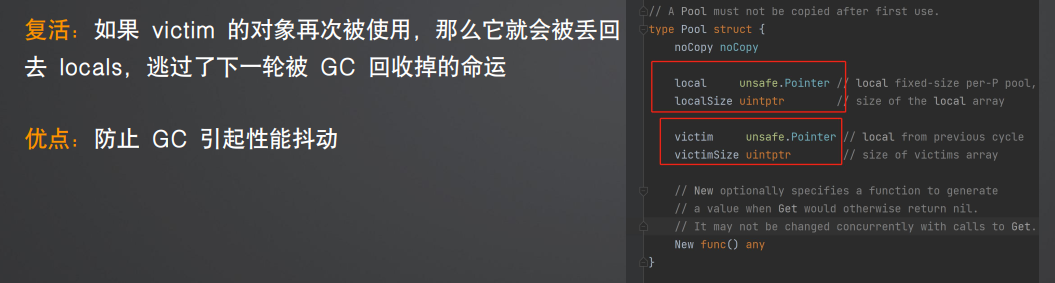 复活：如果 victim 的对象再次被使用，那么它就会被丢回
去 locals，逃过了下一轮被 GC 回收掉的命运
优点：防止 GC 引起性能抖动
// A Pool must not be copied after first use.
type Pool struct {
noCopy noCopy
local unsafe.Pointer // local fixed-size per-P pool,
localSize uintptr // size of the local array
victim unsafe.Pointer // local from previous cycle
victimSize uintptr // size of victims array
// New optionally specifies a function to generate
// a value when Get would otherwise return nil.
// It may not be changed concurrently with calls to Get.
New func() any
}